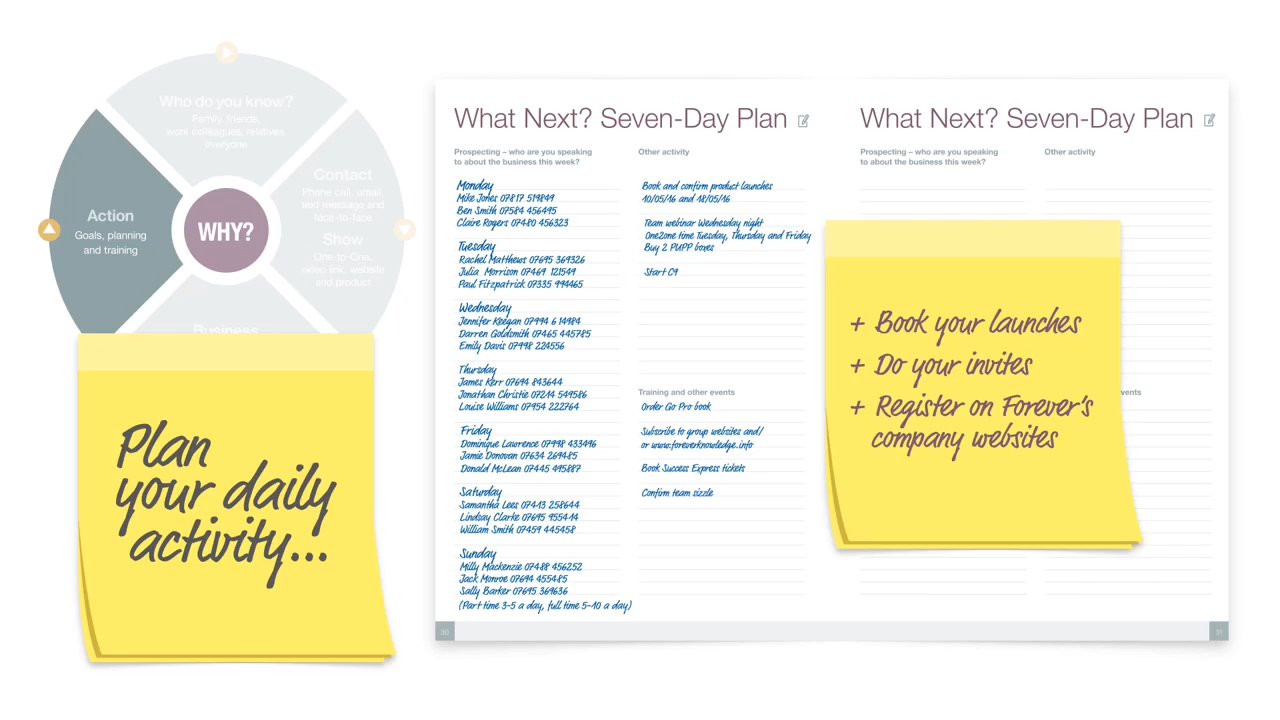 Who do you know?
Family, friends,
work colleagues, relatives,
everyone
Contact
Phone call, email,
text message and
face-to-face
Show
One-to-One,
video link, website
and product
Action
Goals, planning
and training
WHY?
Business
Plan
your daily
activity...
What Next? Seven-Day Plan
Prospecting – who are you speaking
to about the business this week?
Monday
Mike Jones 07817 519849
Ben Smith 07584 456495
Claire Rogers 07480 456323
Tuesday
Rachel Matthews 07695 369326
Julia Morrison 07469 121549
Paul Fitzpatrick 07335 994465
Wednesday
Jennifer Keegan 07994 6 14984
Darren Goldsmith 07465 445785
Emily Davis 07998 224556
Thursday
James Kerr 07694 843644
Jonathan Christie 07214 549586
Louise Williams 07954 222764
Friday
Dominique Lawrence 07998 433496
Jamie Donovan 07634 269485
Donald McLean 07445 495887
Saturday
Samantha Lees 07413 258644
Lindsay Clarke 07695 955414
William Smith 07459 445458
Sunday
Milly Mackenzie 07488 456252
Jack Monroe 07694 455485
Sally Barker 07695 369636
(Part time 3-5 a day, full time 5-10 a day)
Other activity
Book and confirm product launches
10/05/16 and 18/05/16
Team webinar Wednesday night
One2one time Tuesday, Thursday and Friday
Buy 2 PUPP boxes
Start C9
Training and other events
Order Go Pro book
Subscribe to group websites and/
or www.foreverknowledge.info
Book Success Express tickets
Confirm team sizzle
30
What Next? Seven-Day Plan
Prospecting – who are you speaking
to about the business this week?
Other activity
+ Book your launches
+ Do your invites
+ Register on Forever's
company websites
vents
31